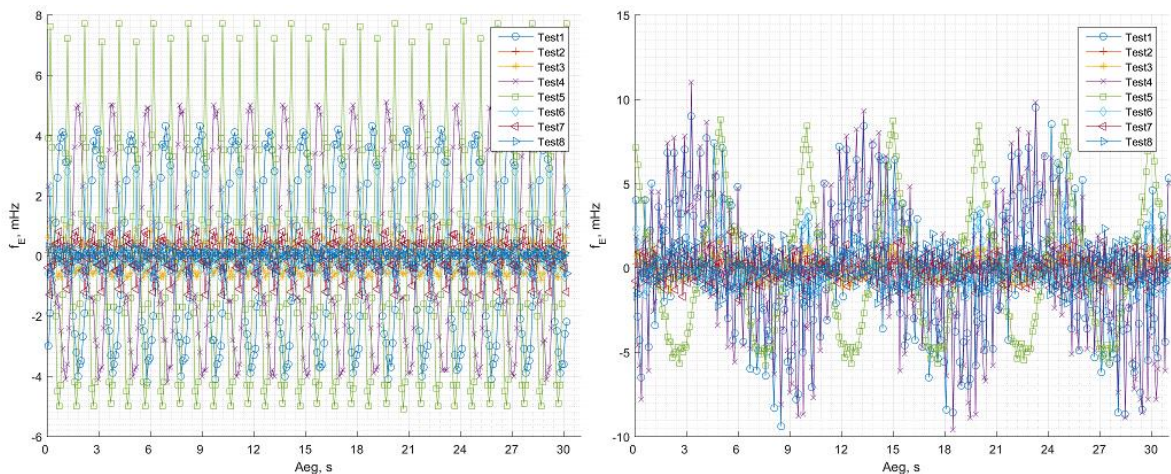 8
6
4
2
0
-2
-4
-6
f_E, mHz
0 3 6 9 12 15 18 21 24 27 30
Aeg, s
Test1
Test2
Test3
Test4
Test5
Test6
Test7
Test8
15
10
5
0
-5
-10
f_E, mHz
0 3 6 9 12 15 18 21 24 27 30
Aeg, s
Test1
Test2
Test3
Test4
Test5
Test6
Test7
Test8